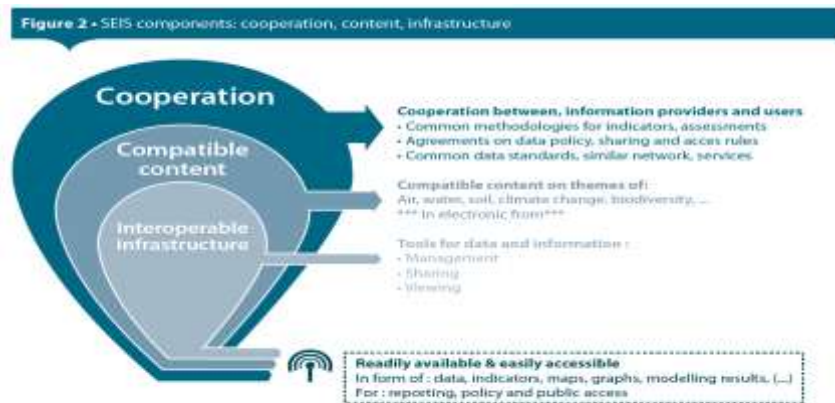 Figure 2 • SEIS components: cooperation, content, infrastructure
Cooperation
Compatible
content
Interoperable
infrastructure
Cooperation between, information providers and users
• Common methodologies for indicators, assessments
• Agreements on data policy, sharing and acces rules
• Common data standards, similar network, services
Compatible content on themes of:
Air, water, soil, climate change, biodiversity, ...
*** In electronic from***
Tools for data and information :
• Management
• Sharing
• Viewing
Readily available & easily accessible
In form of : data, indicators, maps, graphs, modelling results, (...)
For : reporting, policy and public access